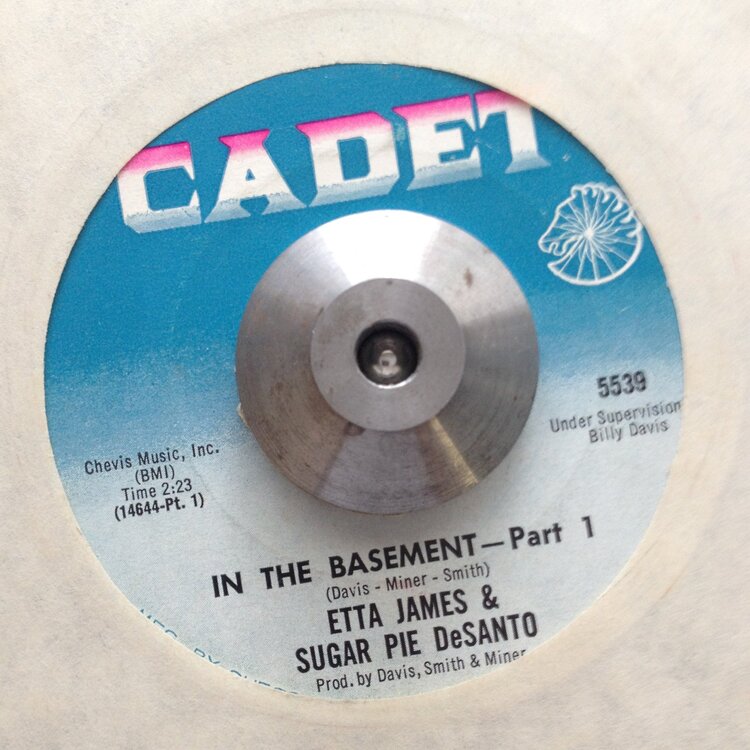 CADET
5539
Under Supervision
Billy Davis
Chevis Music, Inc.
(BMI)
Time 2:23
(14644-Pt. 1)
IN THE BASEMENT—Part 1
(Davis - Miner - Smith)
ETTA JAMES &
SUGAR PIE DeSANTO
Prod. by Davis, Smith & Miner